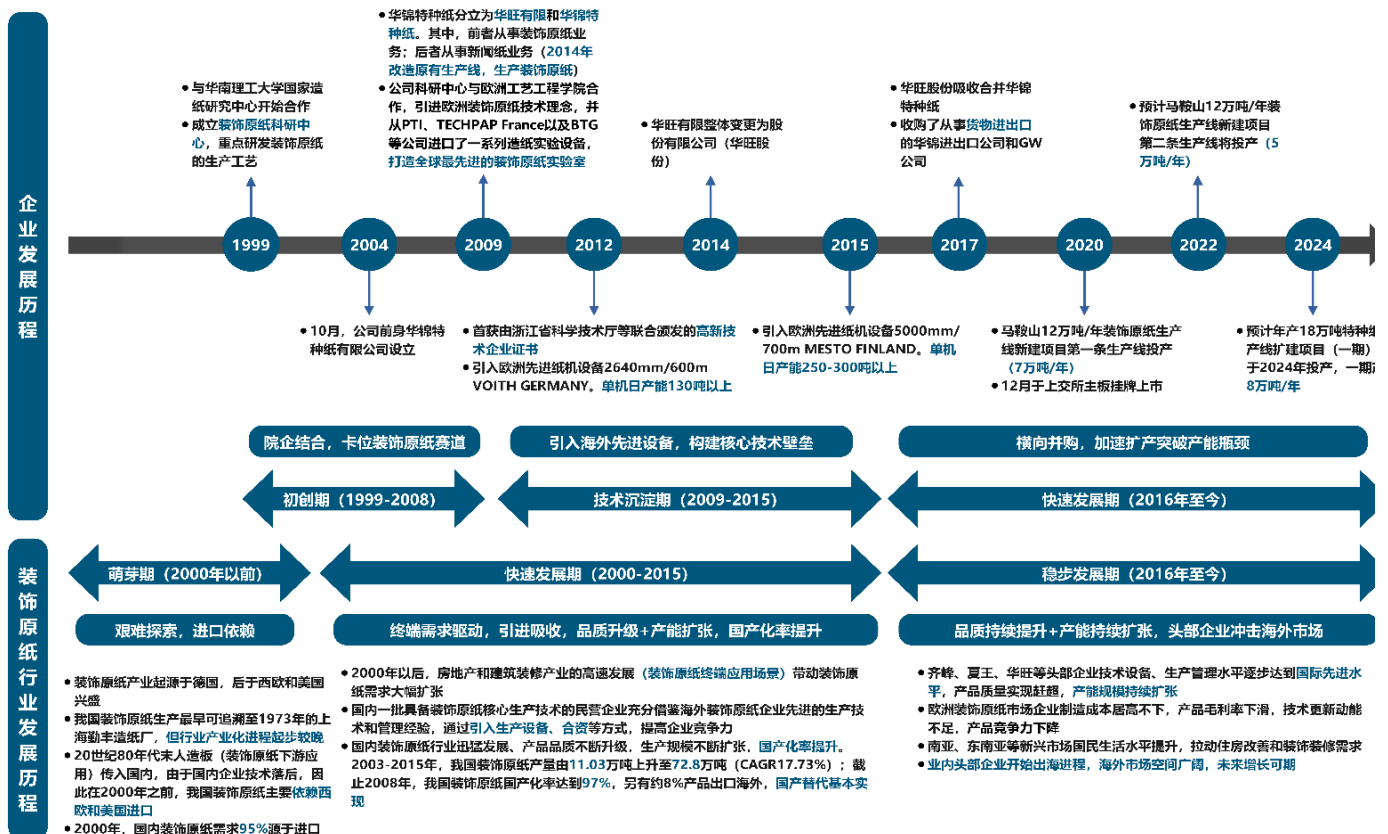 企业发展历程
● 与华南理工大学国家造
纸研究中心开始合作
● 成立装饰原纸科研中
心，重点研发装饰原纸
的生产工艺
● 华锦特种纸分立为华旺有限和华锦特
种纸。其中，前者从事装饰原纸业
务；后者从事新闻纸业务（2014年
改造原有生产线，生产装饰原纸）
● 公司科研中心与欧洲工艺工程学院合
作，引进欧洲装饰原纸技术理念，并
从PTI、TECHPAP France以及BTG
等公司进口了一系列造纸实验设备，
打造全球最先进的装饰原纸实验室
● 华旺有限整体变更为股
份有限公司（华旺股
份）
● 华旺股份吸收合并华锦
特种纸
● 收购了从事货物进出口
的华锦进出口公司和GW
公司
● 预计马鞍山12万吨/年装
饰原纸生产线新建项目
第二条生产线将投产（5
万吨/年）
1999 2004 2009 2012 2014 2015 2017 2020 2022 2024
● 10月，公司前身华锦特
种纸有限公司设立
● 首获由浙江省科学技术厅等联合颁发的高新技
术企业证书
● 引入欧洲先进纸机设备2640mm/600m
VOITH GERMANY。单机日产能130吨以上
● 引入欧洲先进纸机设备5000mm/
700m MESTO FINLAND。单机
日产能250-300吨以上
● 马鞍山12万吨/年装饰原纸生产
线新建项目第一条生产线投产
（7万吨/年）
● 12月于上交所主板挂牌上市
● 预计年产18万吨特种纸
产线扩建项目（一期）
于2024年投产，一期产
8万吨/年
院企结合，卡位装饰原纸赛道
引入海外先进设备，构建核心技术壁垒
横向并购，加速扩产突破产能瓶颈
初创期（1999-2008）
技术沉淀期（2009-2015）
快速发展期（2016年至今）
装饰原纸行业发展历程
萌芽期（2000年以前）
快速发展期（2000-2015）
稳步发展期（2016年至今）
艰难探索，进口依赖
终端需求驱动，引进吸收，品质升级+产能扩张，国产化率提升
品质持续提升+产能持续扩张，头部企业冲击海外市场
● 装饰原纸产业起源于德国，后于西欧和美国
兴盛
● 我国装饰原纸生产最早可追溯至1973年的上
海勤丰造纸厂，但行业产业化进程起步较晚
● 20世纪80年代末人造板（装饰原纸下游应
用）传入国内，由于国内企业技术落后，因
此在2000年之前，我国装饰原纸主要依赖西
欧和美国进口
● 2000年，国内装饰原纸需求95%源于进口
● 2000年以后，房地产和建筑装修产业的高速发展（装饰原纸终端应用场景）带动装饰原
纸需求大幅扩张
● 国内一批具备装饰原纸核心生产技术的民营企业充分借鉴海外装饰原纸企业先进的生产技
术和管理经验，通过引入生产设备、合资等方式，提高企业竞争力
● 国内装饰原纸行业迅猛发展、产品品质不断升级，生产规模不断扩张，国产化率提升。
2003-2015年，我国装饰原纸产量由11.03万吨上升至72.8万吨（CAGR17.73%）；截
止2008年，我国装饰原纸国产化率达到97%，另有约8%产品出口海外，国产替代基本实
现
● 齐峰、夏王、华旺等头部企业技术设备、生产管理水平逐步达到国际先进水
平，产品质量实现赶超，产能规模持续扩张
● 欧洲装饰原纸市场企业制造成本居高不下，产品毛利率下滑，技术更新动能
不足，产品竞争力下降
● 南亚、东南亚等新兴市场国民生活水平提升，拉动住房改善和装饰装修需求
● 业内头部企业开始出海进程，海外市场空间广阔，未来增长可期